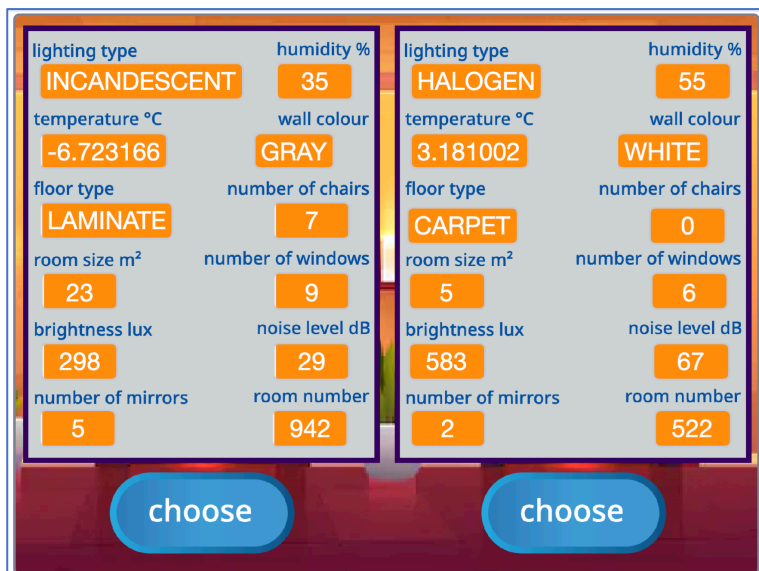 lighting type humidity %
INCANDESCENT 35
temperature °C wall colour
-6.723166 GRAY
floor type number of chairs
LAMINATE 7
room size m² number of windows
23 9
brightness lux noise level dB
298 29
number of mirrors room number
5 942
choose
lighting type humidity %
HALOGEN 55
temperature °C wall colour
3.181002 WHITE
floor type number of chairs
CARPET 0
room size m² number of windows
5 6
brightness lux noise level dB
583 67
number of mirrors room number
2 522
choose